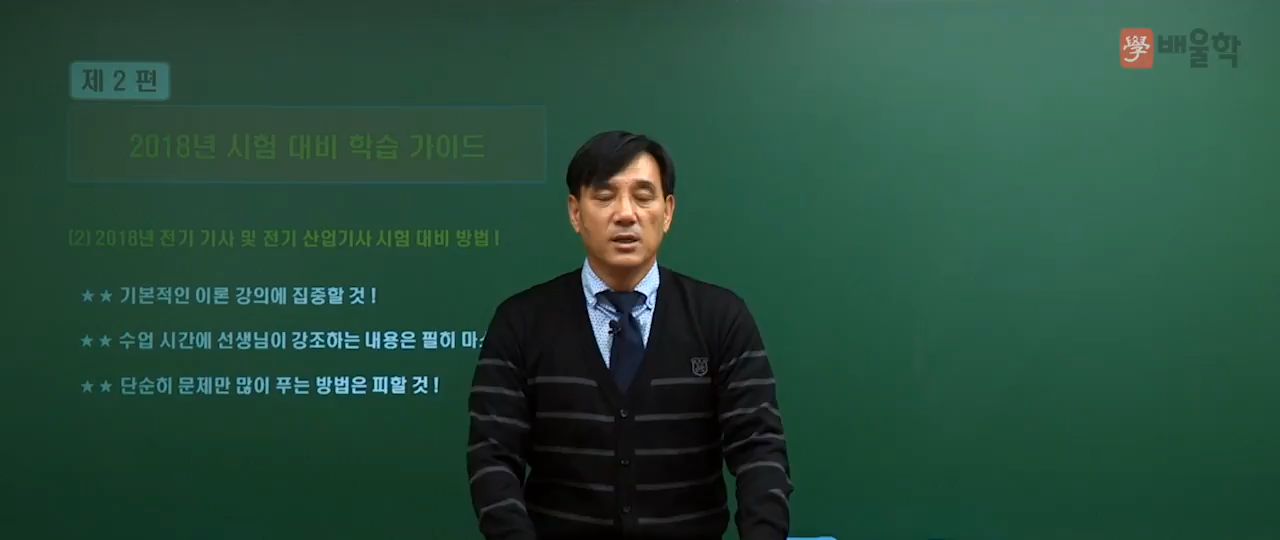 學 배울학
제 2 편
2018년 시험 대비 학습 가이드
(2) 2018년 전기 기사 및 전기 산업기사 시험 대비 방법 !
★★ 기본적인 이론 강의에 집중할 것 !
★★ 수업 시간에 선생님이 강조하는 내용은 필히
★★ 단순히 문제만 많이 푸는 방법은 피할 것 !